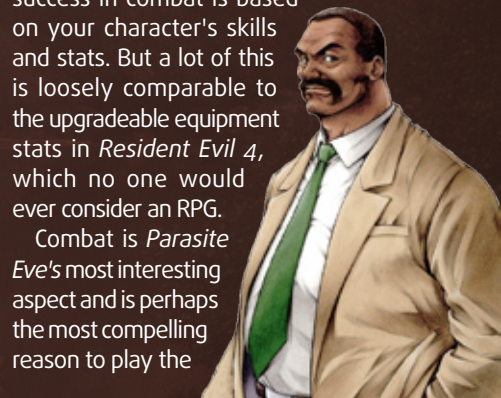 success in combat is based
on your character's skills
and stats. But a lot of this
is loosely comparable to
the upgradeable equipment
stats in Resident Evil 4,
which no one would
ever consider an RPG.
Combat is Parasite
Eve's most interesting
aspect and is perhaps
the most compelling
reason to play the